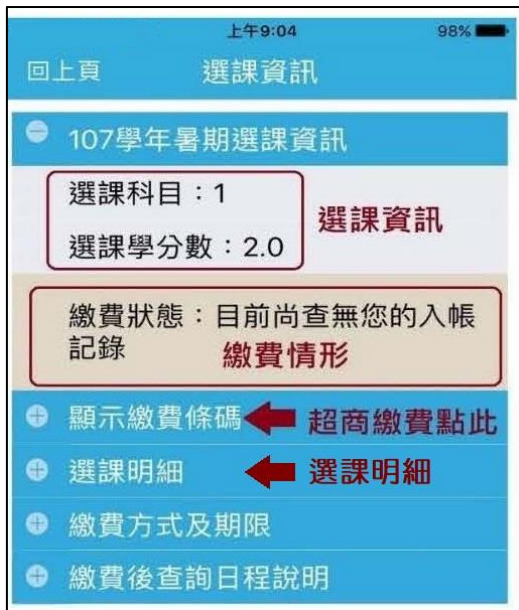 上午9:04 98%
回上頁 選課資訊
107學年暑期選課資訊
選課科目：1
選課學分數：2.0
選課資訊
繳費狀態：目前尚查無您的入帳
記錄
繳費情形
顯示繳費條碼 超商繳費點此
選課明細 選課明細
繳費方式及期限
繳費後查詢日程說明